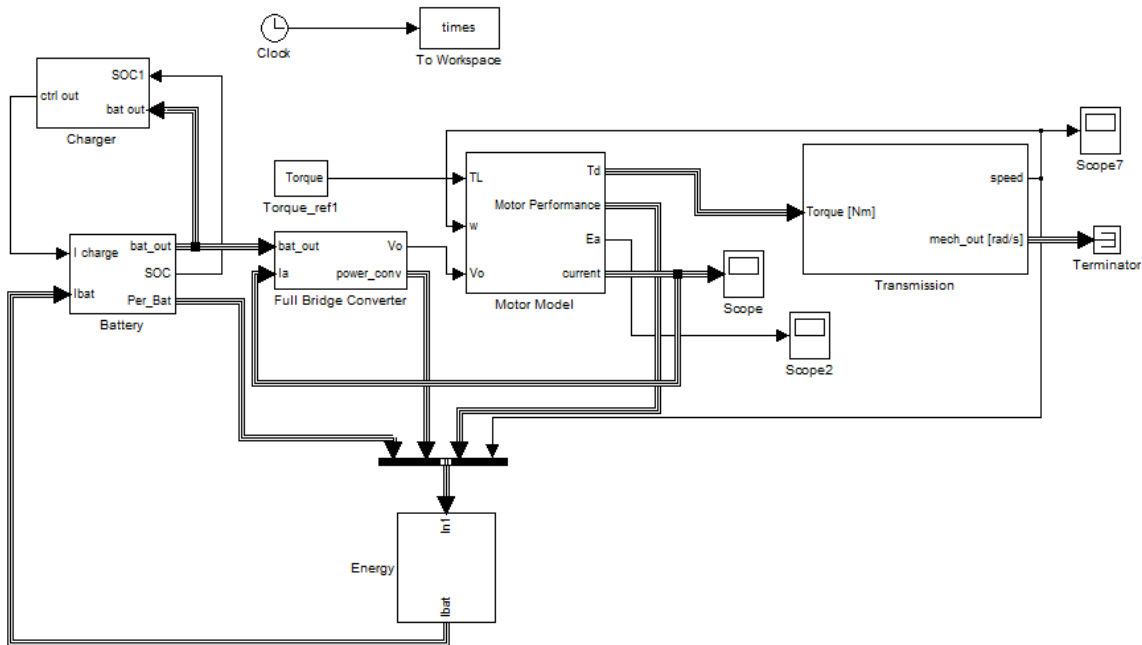 times
Clock
To Workspace
SOC1
ctrl out
bat out
Charger
Scope7
Torque
Torque_ref1
TL
Td
Motor Performance
w
Ea
Vo
current
Motor Model
speed
Torque [Nm]
mech_out [rad/s]
Transmission
Terminator
bat_out
I charge
SOC
Ibat
Per_Bat
Battery
bat_out
Vo
Ia
power_conv
Full Bridge Converter
Scope
Scope2
In1
Energy
Ibat